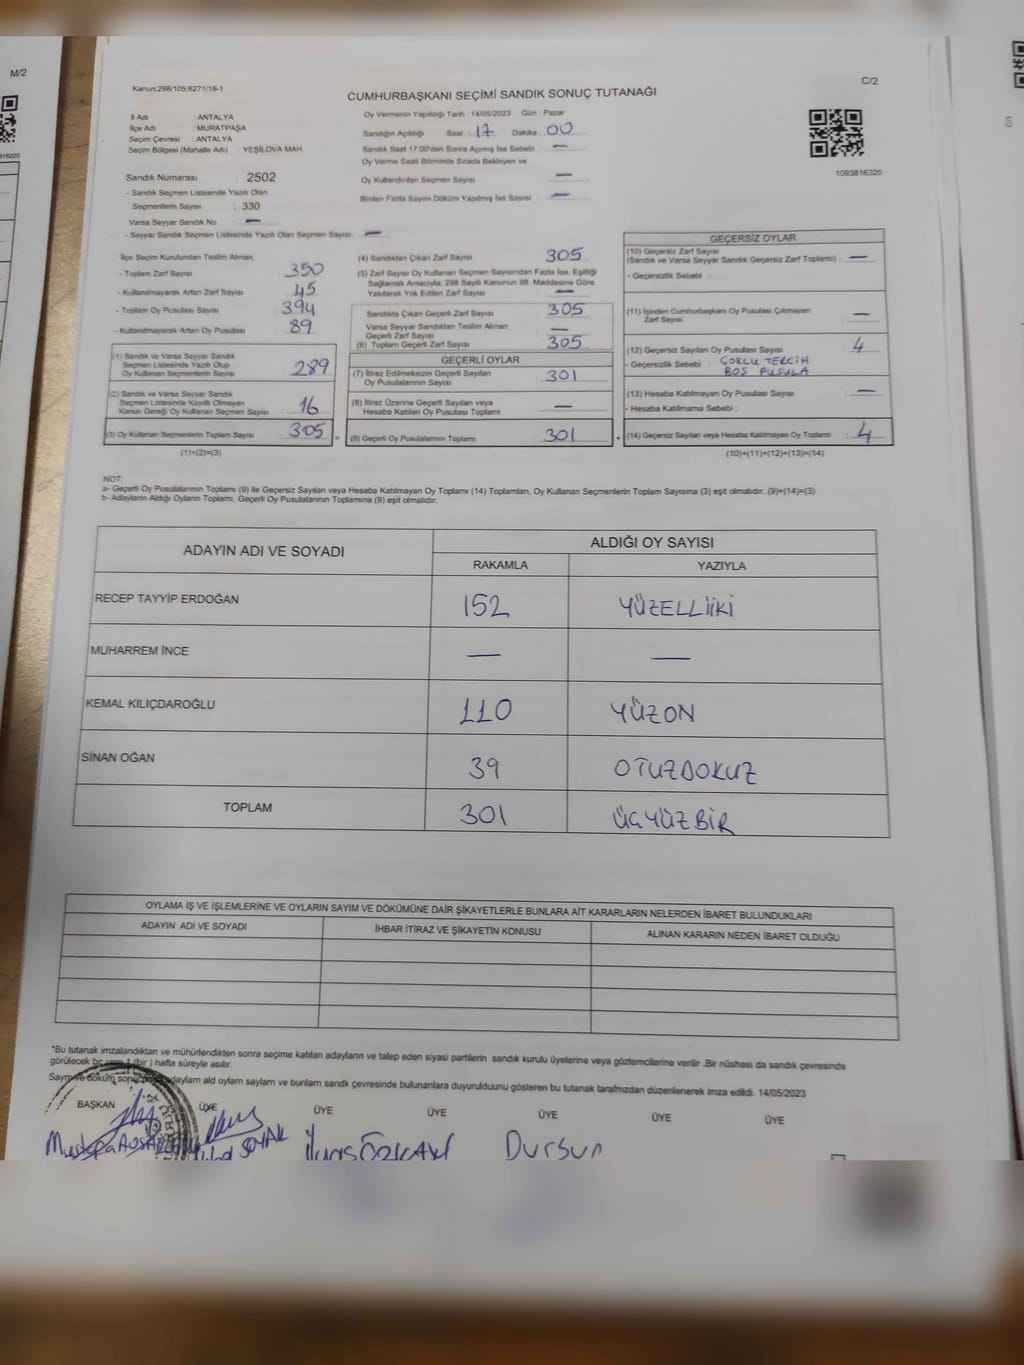 M/2
Kanun:298/105;6271/18-1
C/2
CUMHURBAŞKANI SEÇİMİ SANDIK SONUÇ TUTANAĞI
İl Adı : ANTALYA
İlçe Adı : MURATPAŞA
Seçim Çevresi : ANTALYA
Seçim Bölgesi (Mahalle Adı) : YEŞİLOVA MAH.
Sandık Numarası : 2502
- Sandık Seçmen Listesinde Yazılı Olan
Seçmenlerin Sayısı : 330
Varsa Seyyar Sandık No —
- Seyyar Sandık Seçmen Listesinde Yazılı Olan Seçmen Sayısı: —
Oy Vermenin Yapıldığı Tarih : 14/05/2023 Gün : Pazar
Sandığın Açıldığı Saat : 17 Dakika : 00
Sandık Saat 17:00'den Sonra Açılmış İse Sebebi : —
Oy Verme Saati Bitiminde Sırada Bekleyen ve
Oy Kullandırılan Seçmen Sayısı : —
Birden Fazla Sayım Döküm Yapılmış İse Sayısı : —
1093816320
İlçe Seçim Kurulundan Teslim Alınan;
- Toplam Zarf Sayısı : 350
- Kullanılmayarak Artan Zarf Sayısı : 45
- Toplam Oy Pusulası Sayısı : 394
- Kullanılmayarak Artan Oy Pusulası : 89
(1) Sandık ve Varsa Seyyar Sandık
Seçmen Listesinde Yazılı Olup
Oy Kullanan Seçmenlerin Sayısı : 289
(2) Sandık ve Varsa Seyyar Sandık
Seçmen Listesinde Kayıtlı Olmayan
Kanun Gereği Oy Kullanan Seçmen Sayısı : 16
(3) Oy Kullanan Seçmenlerin Toplam Sayısı : 305
(1)+(2)=(3)
(4) Sandıktan Çıkan Zarf Sayısı : 305
(5) Zarf Sayısı Oy Kullanan Seçmen Sayısından Fazla İse, Eşitliği
Sağlamak Amacıyla; 298 Sayılı Kanunun 98. Maddesine Göre
Yakılarak Yok Edilen Zarf Sayısı : —
Sandıkta Çıkan Geçerli Zarf Sayısı : 305
Varsa Seyyar Sandıktan Teslim Alınan
Geçerli Zarf Sayısı : —
(6) Toplam Geçerli Zarf Sayısı : 305
GEÇERLİ OYLAR
(7) İtiraz Edilmeksizin Geçerli Sayılan
Oy Pusulalarının Sayısı : 301
(8) İtiraz Üzerine Geçerli Sayılan veya
Hesaba Katılan Oy Pusulası Toplamı : —
= (9) Geçerli Oy Pusulalarının Toplamı : 301
GEÇERSİZ OYLAR
(10) Geçersiz Zarf Sayısı
(Sandık ve Varsa Seyyar Sandık Geçersiz Zarf Toplamı) : —
- Geçersizlik Sebebi :
(11) İçinden Cumhurbaşkanı Oy Pusulası Çıkmayan
Zarf Sayısı : —
(12) Geçersiz Sayılan Oy Pusulası Sayısı : 4
- Geçersizlik Sebebi : ÇOKLU TERCİH
BOŞ PUSULA
(13) Hesaba Katılmayan Oy Pusulası Sayısı : —
- Hesaba Katılmama Sebebi :
+ (14) Geçersiz Sayılan veya Hesaba Katılmayan Oy Toplamı : 4
(10)+(11)+(12)+(13)=(14)
NOT:
a- Geçerli Oy Pusulalarının Toplamı (9) ile Geçersiz Sayılan veya Hesaba Katılmayan Oy Toplamı (14) Toplamları, Oy Kullanan Seçmenlerin Toplam Sayısına (3) eşit olmalıdır. (9)+(14)=(3)
b- Adayların Aldığı Oyların Toplamı, Geçerli Oy Pusulalarının Toplamına (9) eşit olmalıdır.
ADAYIN ADI VE SOYADI ALDIĞI OY SAYISI
RAKAMLA YAZIYLA
RECEP TAYYİP ERDOĞAN 152 YÜZELLİİKİ
MUHARREM İNCE — —
KEMAL KILIÇDAROĞLU 110 YÜZON
SİNAN OĞAN 39 OTUZDOKUZ
TOPLAM 301 ÜÇYÜZBİR
OYLAMA İŞ VE İŞLEMLERİNE VE OYLARIN SAYIM VE DÖKÜMÜNE DAİR ŞİKAYETLERLE BUNLARA AİT KARARLARIN NELERDEN İBARET BULUNDUKLARI
ADAYIN ADI VE SOYADI İHBAR İTİRAZ VE ŞİKAYETİN KONUSU ALINAN KARARIN NEDEN İBARET OLDUĞU
*Bu tutanak imzalandıktan ve mühürlendikten sonra seçime katılan adayların ve talep eden siyasi partilerin sandık kurulu üyelerine veya gözlemcilerine verilir .Bir nüshası da sandık çevresinde
görülecek bir yere 1 (bir ) hafta süreyle asılır.
Sayım ve döküm adayların ald oyların sayları ve bunların sandk çevresinde bulunanlara duyurulduunu gösteren bu tutanak tarafmzdan düzenlenerek imza edildi. 14/05/2023
BAŞKAN ÜYE ÜYE ÜYE ÜYE ÜYE ÜYE
Mustafa SOYAK İlyas ÖZKAN Dursun